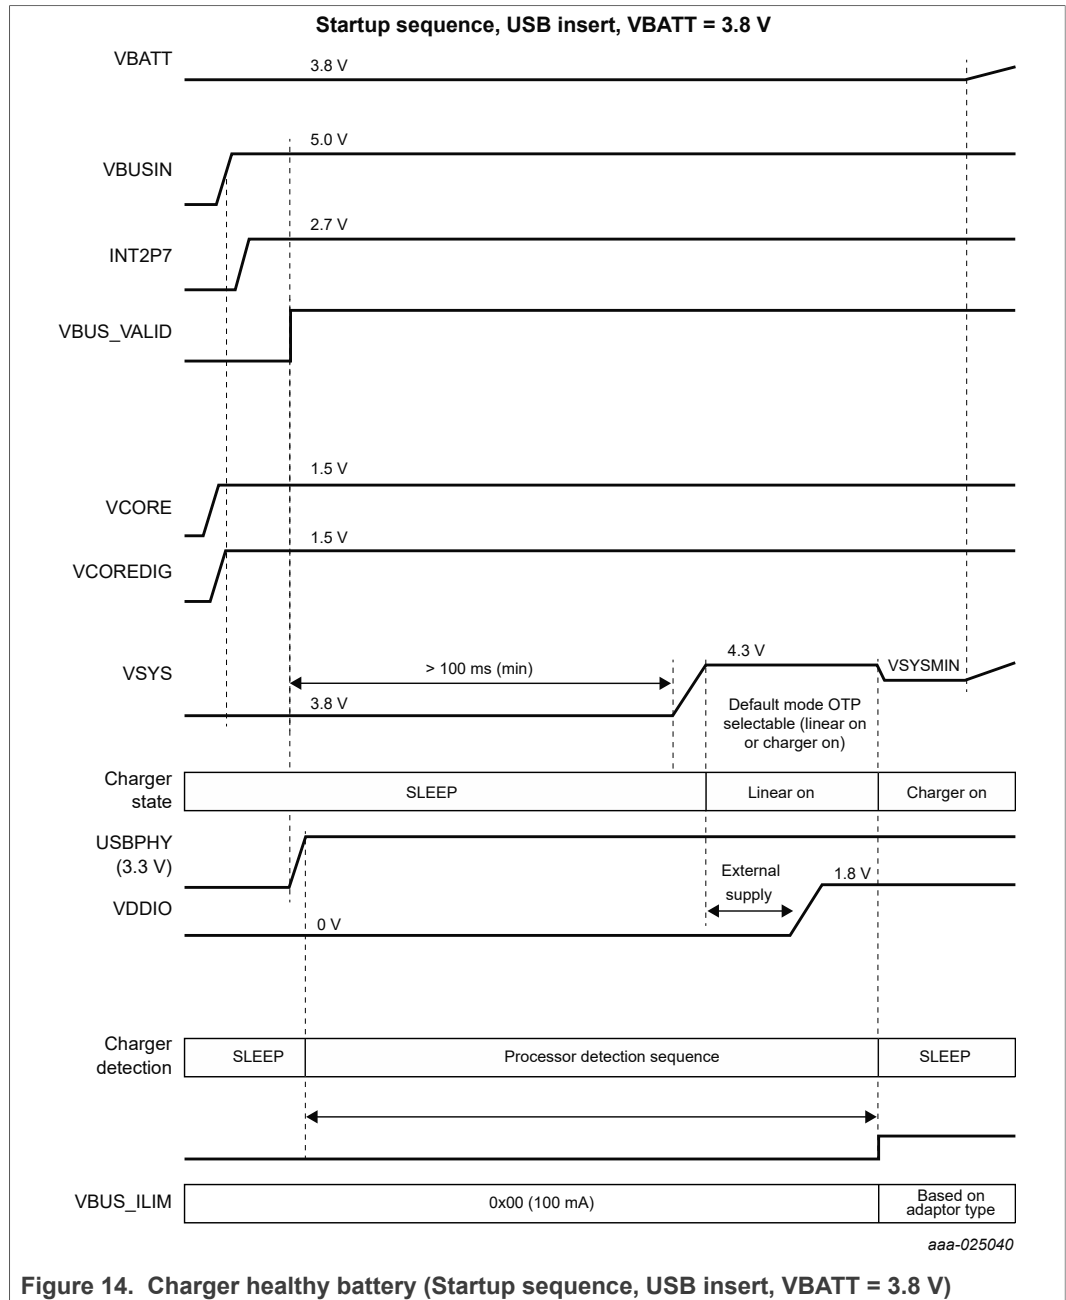 Startup sequence, USB insert, VBATT = 3.8 V
VBATT
3.8 V
5.0 V
VBUSIN
2.7 V
INT2P7
VBUS_VALID
1.5 V
VCORE
1.5 V
VCOREDIG
4.3 V
VSYS
> 100 ms (min)
VSYSMIN
3.8 V
Default mode OTP
selectable (linear on
or charger on)
Charger
state
SLEEP
Linear on
Charger on
USBPHY
(3.3 V)
External
supply
1.8 V
VDDIO
0 V
Charger
detection
SLEEP
Processor detection sequence
SLEEP
VBUS_ILIM
0x00 (100 mA)
Based on
adaptor type
aaa-025040
Figure 14. Charger healthy battery (Startup sequence, USB insert, VBATT = 3.8 V)